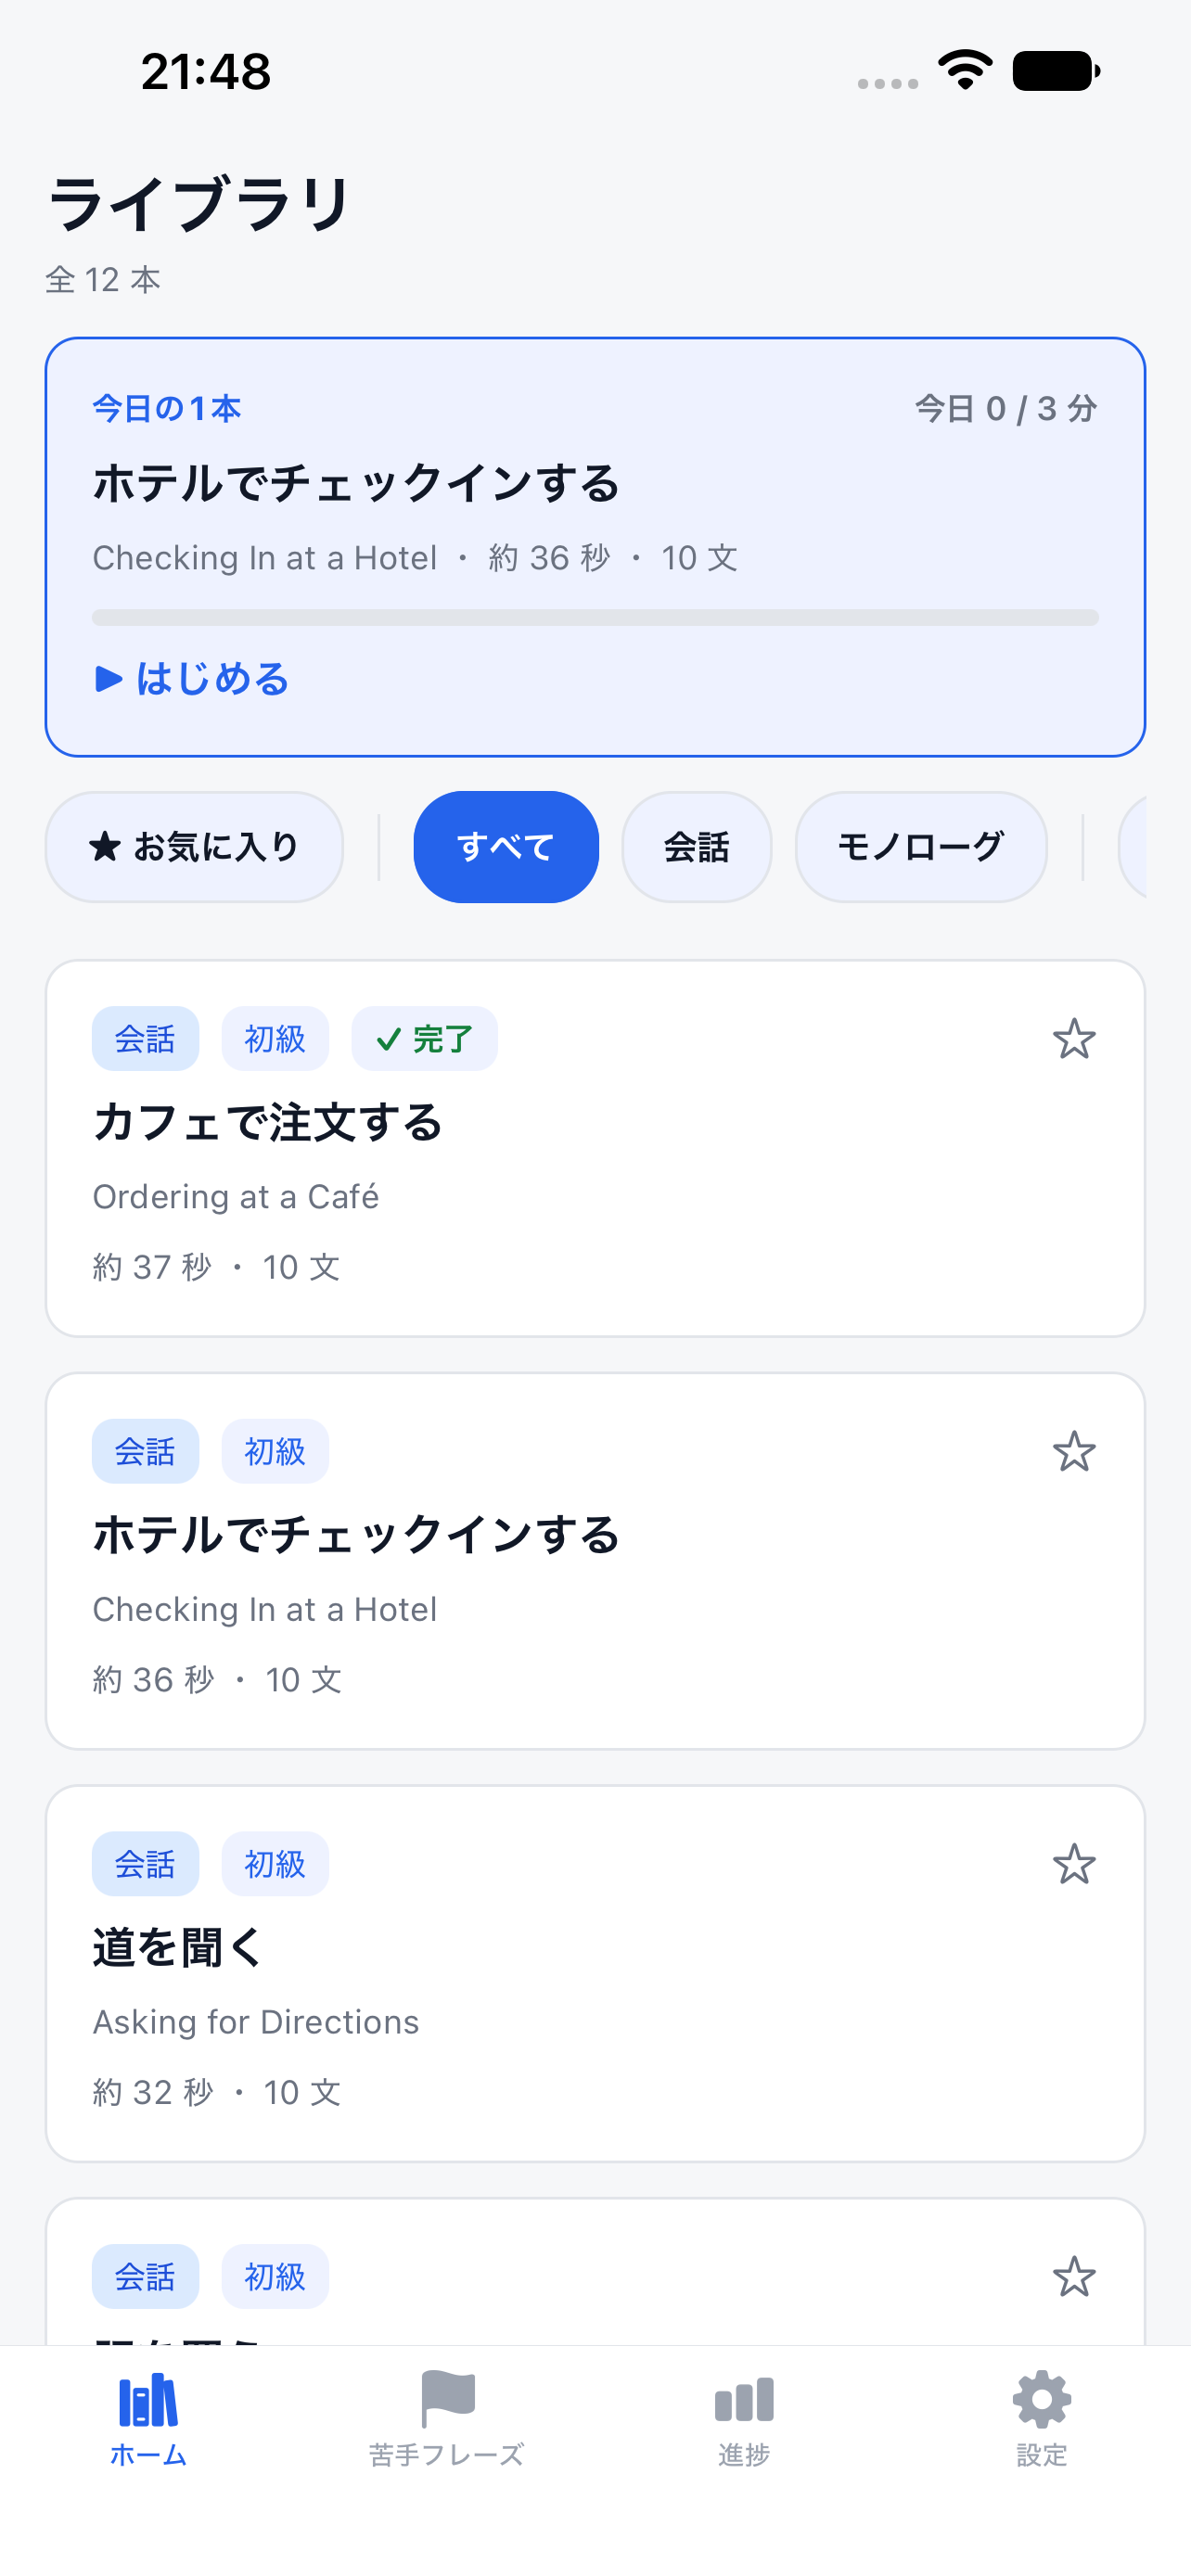 21:48
ライブラリ
全 12 本
今日の1本
今日 0 / 3 分
ホテルでチェックインする
Checking In at a Hotel ・ 約 36 秒 ・ 10 文
はじめる
お気に入り すべて 会話 モノローグ
会話 初級 完了
カフェで注文する
Ordering at a Café
約 37 秒 ・ 10 文
会話 初級
ホテルでチェックインする
Checking In at a Hotel
約 36 秒 ・ 10 文
会話 初級
道を聞く
Asking for Directions
約 32 秒 ・ 10 文
会話 初級
ホーム 苦手フレーズ 進捗 設定